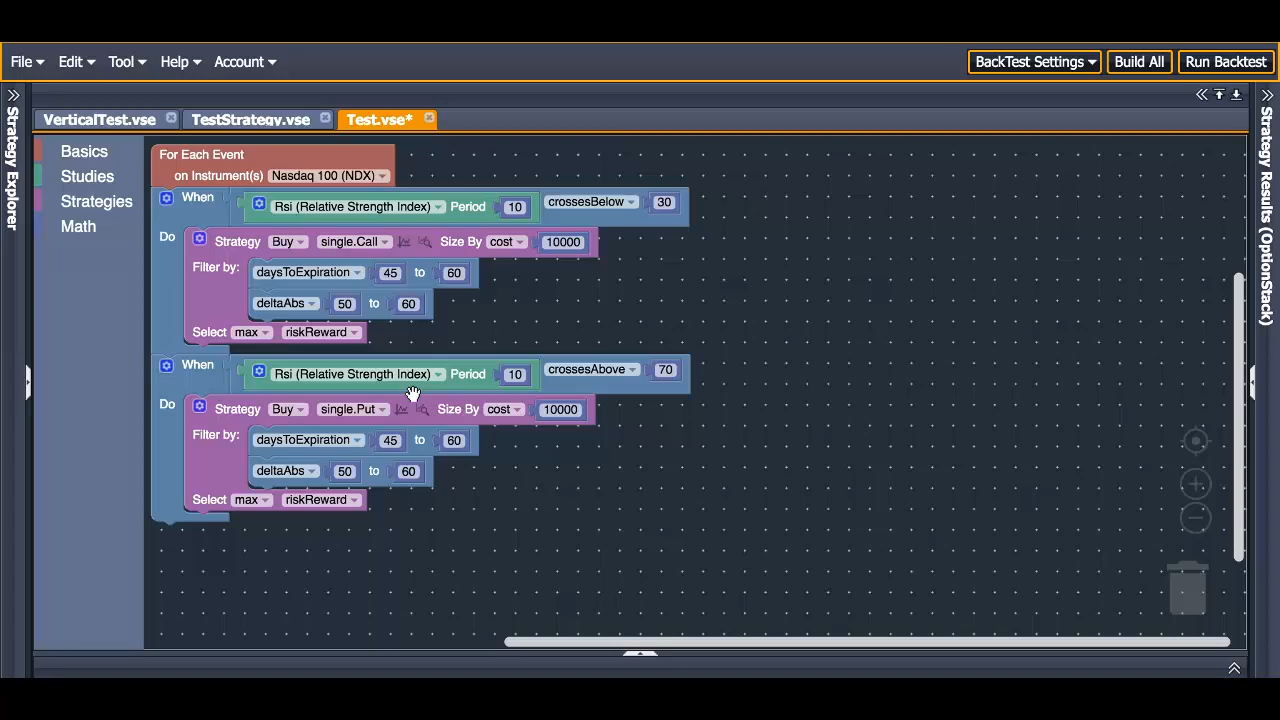 File Edit Tool Help Account BackTest Settings Build All Run Backtest
Strategy Explorer
VerticalTest.vse TestStrategy.vse Test.vse*
Basics
Studies
Strategies
Math
For Each Event
on Instrument(s) Nasdaq 100 (NDX)
When Rsi (Relative Strength Index) Period 10 crossesBelow 30
Do Strategy Buy single.Call Size By cost 10000
Filter by: daysToExpiration 45 to 60
deltaAbs 50 to 60
Select max riskReward
When Rsi (Relative Strength Index) Period 10 crossesAbove 70
Do Strategy Buy single.Put Size By cost 10000
Filter by: daysToExpiration 45 to 60
deltaAbs 50 to 60
Select max riskReward
Strategy Results (OptionStack)